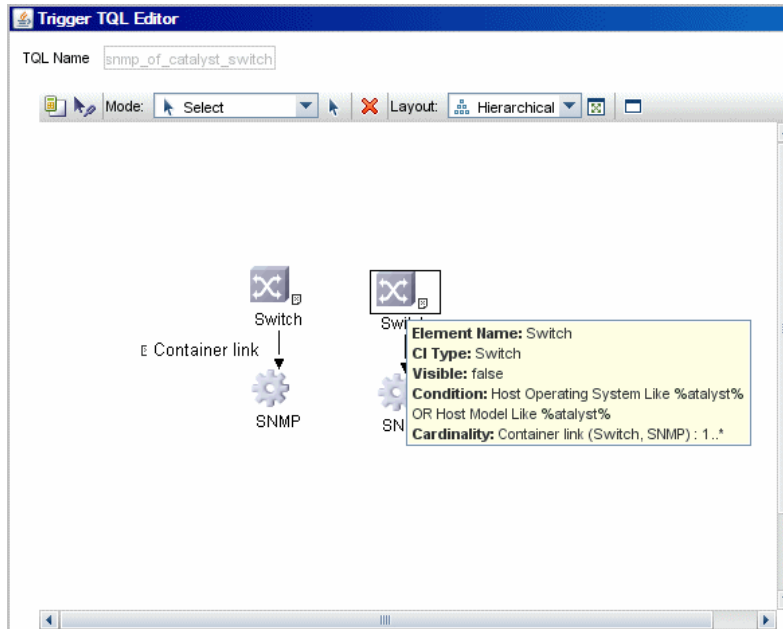 Trigger TQL Editor
TQL Name snmp_of_catalyst_switch
Mode: Select Layout: Hierarchical
Switch
Container link
SNMP
Swit
SN
Element Name: Switch
CI Type: Switch
Visible: false
Condition: Host Operating System Like %atalyst%
OR Host Model Like %atalyst%
Cardinality: Container link (Switch, SNMP) : 1..*